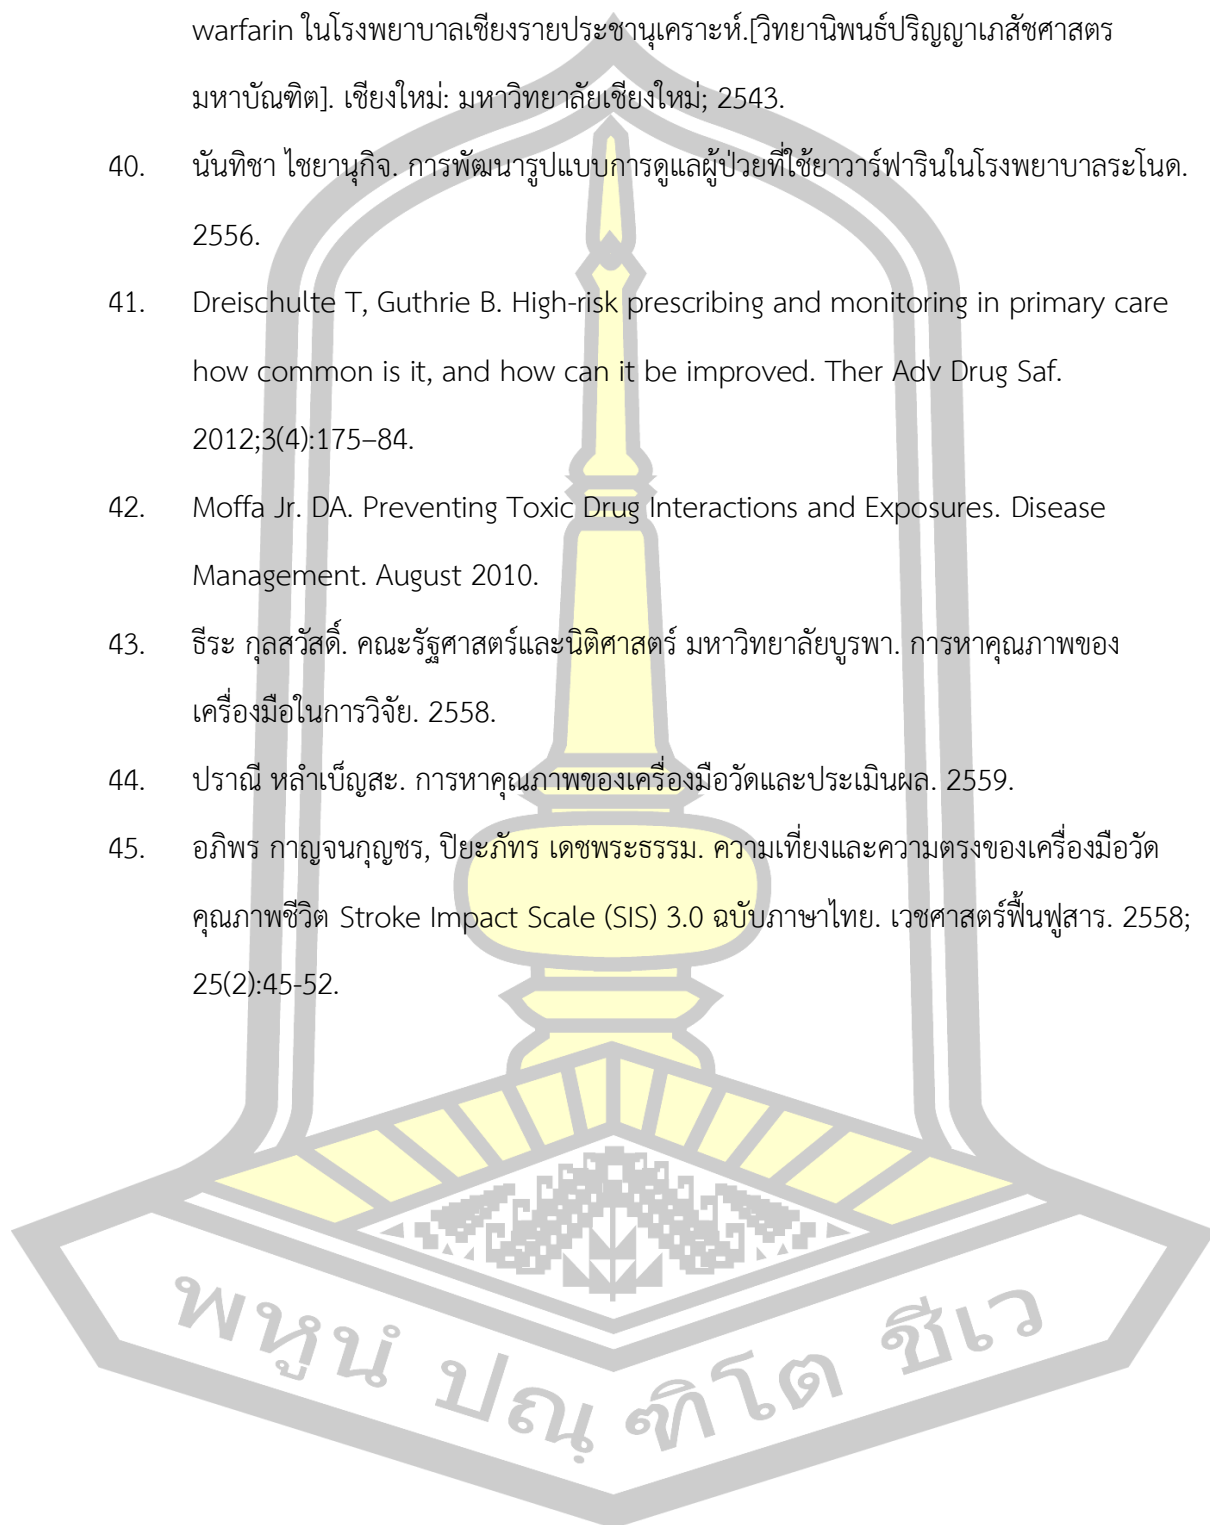 warfarin ในโรงพยาบาลเชียงรายประชานุเคราะห์.[วิทยานิพนธ์ปริญญาเภสัชศาสตร
มหาบัณฑิต]. เชียงใหม่: มหาวิทยาลัยเชียงใหม่; 2543.
40. นันทิชา ไชยานุกิจ. การพัฒนารูปแบบการดูแลผู้ป่วยที่ใช้ยาวาร์ฟารินในโรงพยาบาลระโนด.
2556.
41. Dreischulte T, Guthrie B. High-risk prescribing and monitoring in primary care
how common is it, and how can it be improved. Ther Adv Drug Saf.
2012;3(4):175–84.
42. Moffa Jr. DA. Preventing Toxic Drug Interactions and Exposures. Disease
Management. August 2010.
43. ธีระ กุลสวัสดิ์. คณะรัฐศาสตร์และนิติศาสตร์ มหาวิทยาลัยบูรพา. การหาคุณภาพของ
เครื่องมือในการวิจัย. 2558.
44. ปราณี หลำเบ็ญสะ. การหาคุณภาพของเครื่องมือวัดและประเมินผล. 2559.
45. อภิพร กาญจนกุญชร, ปิยะภัทร เดชพระธรรม. ความเที่ยงและความตรงของเครื่องมือวัด
คุณภาพชีวิต Stroke Impact Scale (SIS) 3.0 ฉบับภาษาไทย. เวชศาสตร์ฟื้นฟูสาร. 2558;
25(2):45-52.
พหูนํ ปณฺฑิโต ชีเว